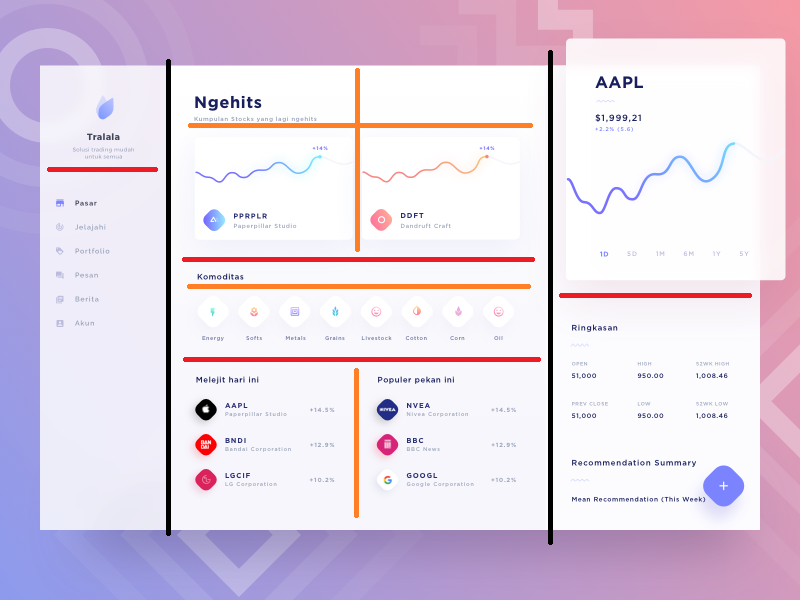 Tralala
Solusi trading mudah
untuk semua
Pasar
Jelajahi
Portfolio
Pesan
Berita
Akun
Ngehits
Kumpulan Stocks yang lagi ngehits
+14%
PPRPLR
Paperpillar Studio
+14%
DDFT
Dandruft Craft
Komoditas
Energy
Softs
Metals
Grains
Livestock
Cotton
Corn
Oil
Melejit hari ini
AAPL
Paperpillar Studio
+14.5%
BAN
DAI
BNDI
Bandai Corporation
+12.9%
LGCIF
LG Corporation
+10.2%
Populer pekan ini
NIVEA
NVEA
Nivea Corporation
+14.5%
BBC
BBC News
+12.9%
GOOGL
Google Corporation
+10.2%
AAPL
$1,999,21
+2.2% (5.6)
1D 5D 1M 6M 1Y 5Y
Ringkasan
OPEN HIGH 52WK HIGH
51,000 950.00 1,008.46
PREV CLOSE LOW 52WK LOW
51,000 950.00 1,008.46
Recommendation Summary
Mean Recommendation (This Week)